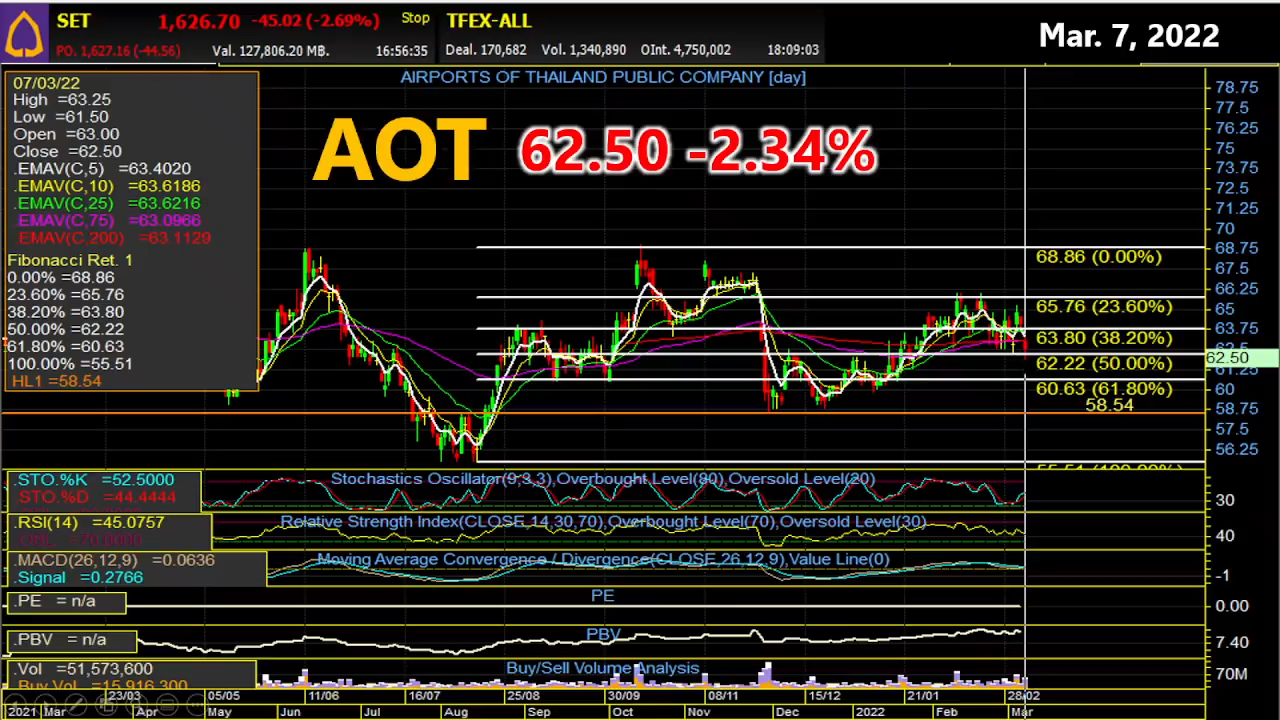 SET 1,626.70 -45.02 (-2.69%) Stop TFEX-ALL
PO. 1,627.16 (-44.56) Val. 127,806.20 MB. 16:56:35 Deal. 170,682 Vol. 1,340,890 OInt. 4,750,002 18:09:03
Mar. 7, 2022
AIRPORTS OF THAILAND PUBLIC COMPANY [day]
AOT 62.50 -2.34%
07/03/22
High =63.25
Low =61.50
Open =63.00
Close =62.50
.EMAV(C,5) =63.4020
.EMAV(C,10) =63.6186
.EMAV(C,25) =63.6216
.EMAV(C,75) =63.0966
.EMAV(C,200) =63.1129
Fibonacci Ret. 1
0.00% =68.86
23.60% =65.76
38.20% =63.80
50.00% =62.22
61.80% =60.63
100.00% =55.51
HL1 =58.54
68.86 (0.00%)
65.76 (23.60%)
63.80 (38.20%)
62.22 (50.00%)
60.63 (61.80%)
58.54
55.51 (100.00%)
78.75
77.5
76.25
75
73.75
72.5
71.25
70
68.75
67.5
66.25
65
63.75
62.5
62.50
61.25
60
58.75
57.5
56.25
.STO.%K =52.5000
.STO.%D =44.4444
Stochastics Oscillator(9,3,3),Overbought Level(80),Oversold Level(20)
30
.RSI(14) =45.0757
.OBL =70.0000
Relative Strength Index(CLOSE,14,30,70),Overbought Level(70),Oversold Level(30)
40
.MACD(26,12,9) =0.0636
.Signal =0.2766
Moving Average Convergence / Divergence(CLOSE,26,12,9),Value Line(0)
-1
.PE = n/a
PE
0.00
.PBV = n/a
PBV
7.40
.Vol =51,573,600
Buy Vol =15,916,300
Buy/Sell Volume Analysis
70M
23/03 05/05 11/06 16/07 25/08 30/09 08/11 15/12 21/01 28/02
2021 Mar Apr May Jun Jul Aug Sep Oct Nov Dec 2022 Feb Mar